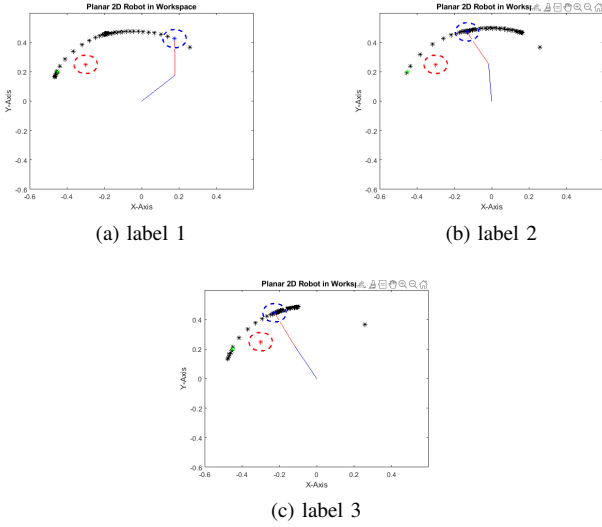 Planar 2D Robot in Workspace
0.4
0.2
0
-0.2
-0.4
-0.6
Y-Axis
-0.6 -0.4 -0.2 0 0.2 0.4
X-Axis
(a) label 1
Planar 2D Robot in Worksp
0.4
0.2
0
-0.2
-0.4
-0.6
Y-Axis
-0.6 -0.4 -0.2 0 0.2 0.4
X-Axis
(b) label 2
Planar 2D Robot in Worksp
0.4
0.2
0
-0.2
-0.4
-0.6
Y-Axis
-0.6 -0.4 -0.2 0 0.2 0.4
X-Axis
(c) label 3